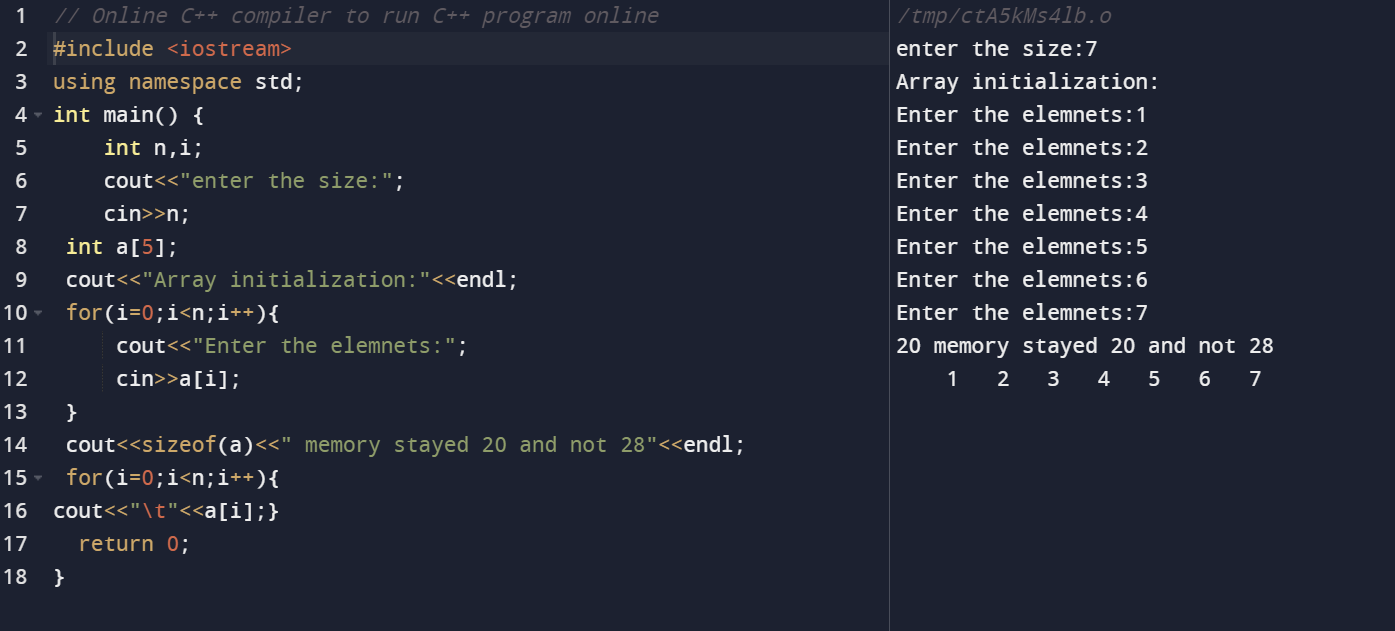 1 // Online C++ compiler to run C++ program online
2 #include <iostream>
3 using namespace std;
4 int main() {
5 int n,i;
6 cout<<"enter the size:";
7 cin>>n;
8 int a[5];
9 cout<<"Array initialization:"<<endl;
10 for(i=0;i<n;i++){
11 cout<<"Enter the elemnets:";
12 cin>>a[i];
13 }
14 cout<<sizeof(a)<<" memory stayed 20 and not 28"<<endl;
15 for(i=0;i<n;i++){
16 cout<<"\t"<<a[i];}
17 return 0;
18 }
/tmp/ctA5kMs4lb.o
enter the size:7
Array initialization:
Enter the elemnets:1
Enter the elemnets:2
Enter the elemnets:3
Enter the elemnets:4
Enter the elemnets:5
Enter the elemnets:6
Enter the elemnets:7
20 memory stayed 20 and not 28
1 2 3 4 5 6 7